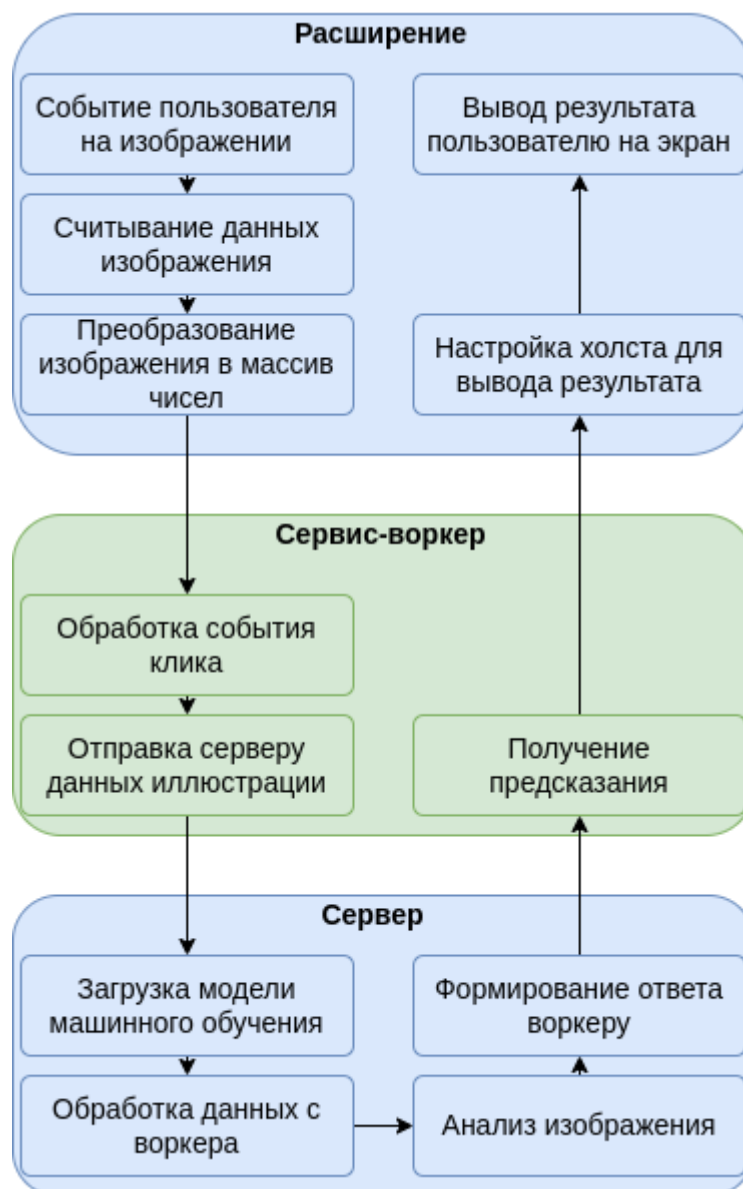 Расширение
Событие пользователя
на изображении
Вывод результата
пользователю на экран
Считывание данных
изображения
Преобразование
изображения в массив
чисел
Настройка холста для
вывода результата
Сервис-воркер
Обработка события
клика
Отправка серверу
данных иллюстрации
Получение
предсказания
Сервер
Загрузка модели
машинного обучения
Формирование ответа
воркеру
Обработка данных с
воркера
Анализ изображения